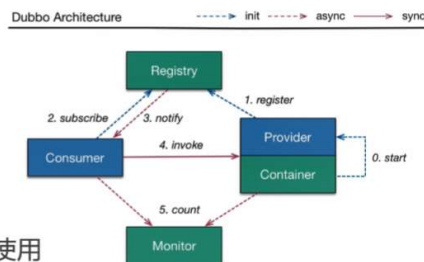 Dubbo Architecture
init
async
sync
Registry
1. register
2. subscribe
3. notify
Provider
4. invoke
Consumer
0. start
Container
5. count
使用
Monitor